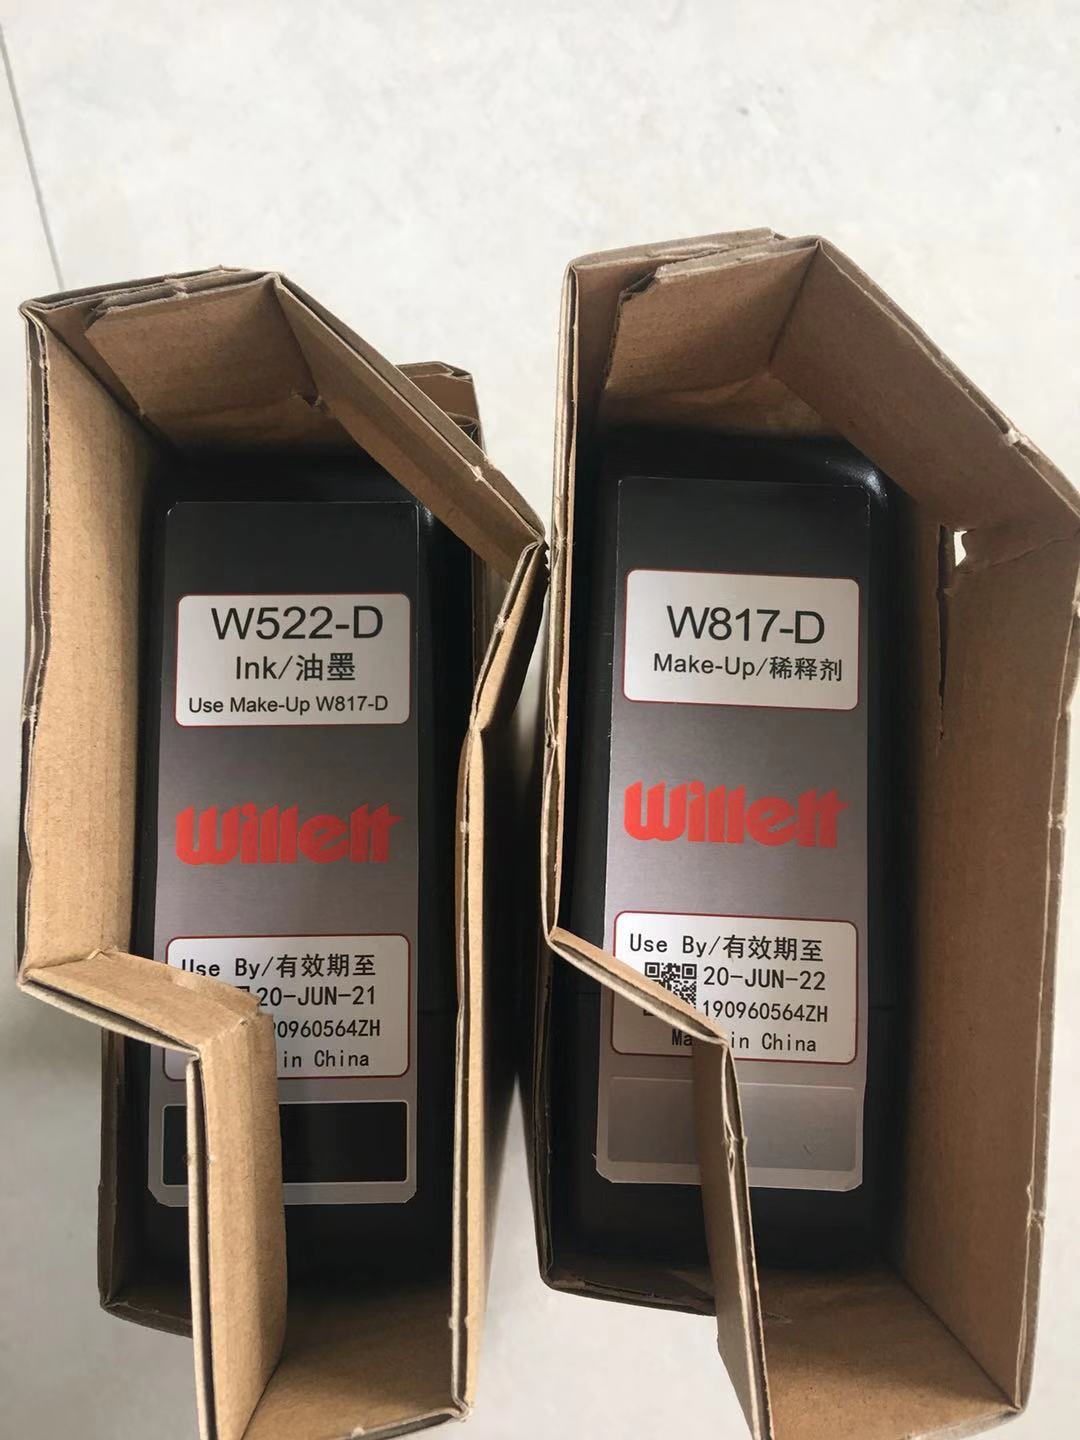 W522-D
Ink/油墨
Use Make-Up W817-D
Willett
Use By/有效期至
20-JUN-21
90960564ZH
in China
W817-D
Make-Up/稀释剂
Willett
Use By/有效期至
20-JUN-22
190960564ZH
Made in China